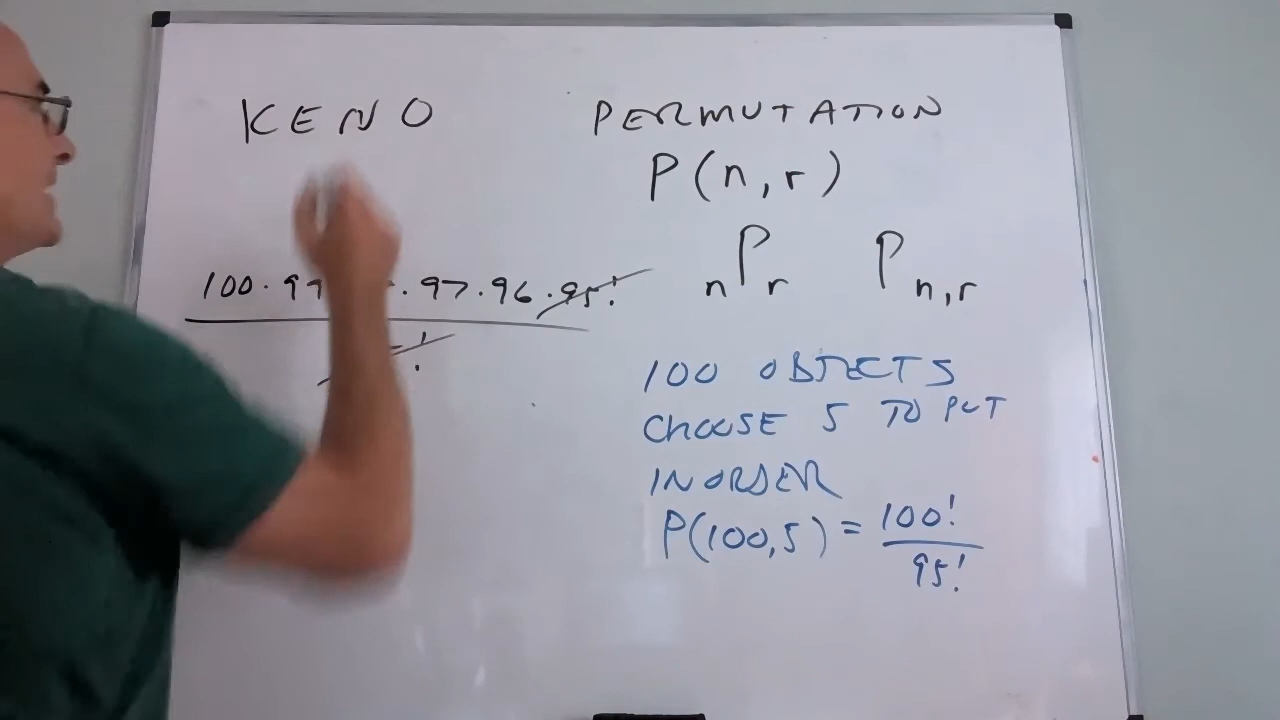 KENO
100 · 97 · 96 · 95!
PERMUTATION
P(n, r)
nPr Pn,r
100 OBJECTS
CHOOSE 5 TO PUT
IN ORDER
P(100,5) = 100!
95!